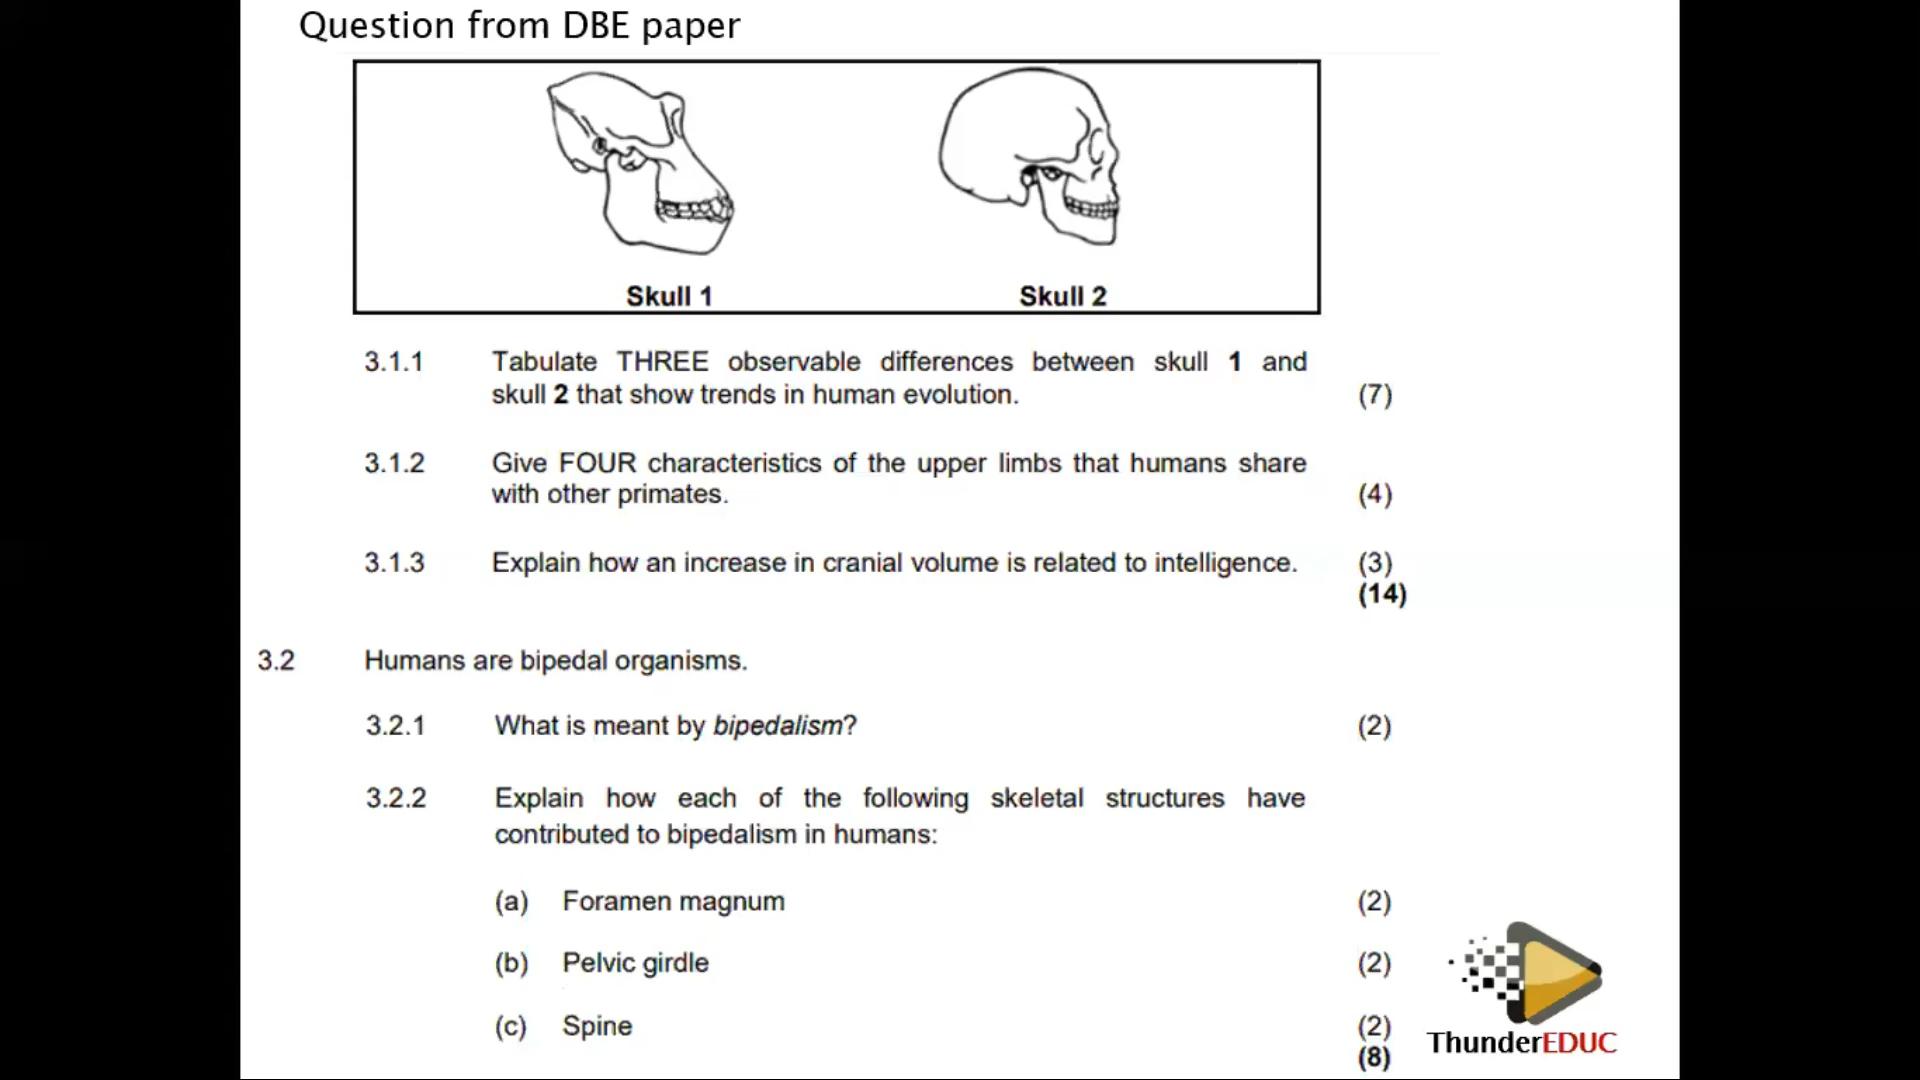 Question from DBE paper
Skull 1
Skull 2
3.1.1 Tabulate THREE observable differences between skull 1 and
skull 2 that show trends in human evolution. (7)
3.1.2 Give FOUR characteristics of the upper limbs that humans share
with other primates. (4)
3.1.3 Explain how an increase in cranial volume is related to intelligence. (3)
(14)
3.2 Humans are bipedal organisms.
3.2.1 What is meant by bipedalism? (2)
3.2.2 Explain how each of the following skeletal structures have
contributed to bipedalism in humans:
(a) Foramen magnum (2)
(b) Pelvic girdle (2)
(c) Spine (2)
(8)
ThunderEDUC